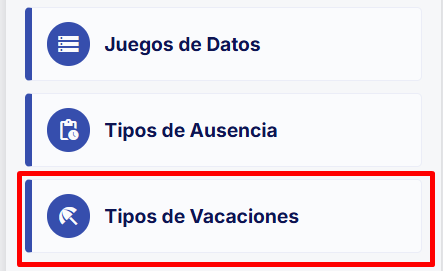 Juegos de Datos
Tipos de Ausencia
Tipos de Vacaciones